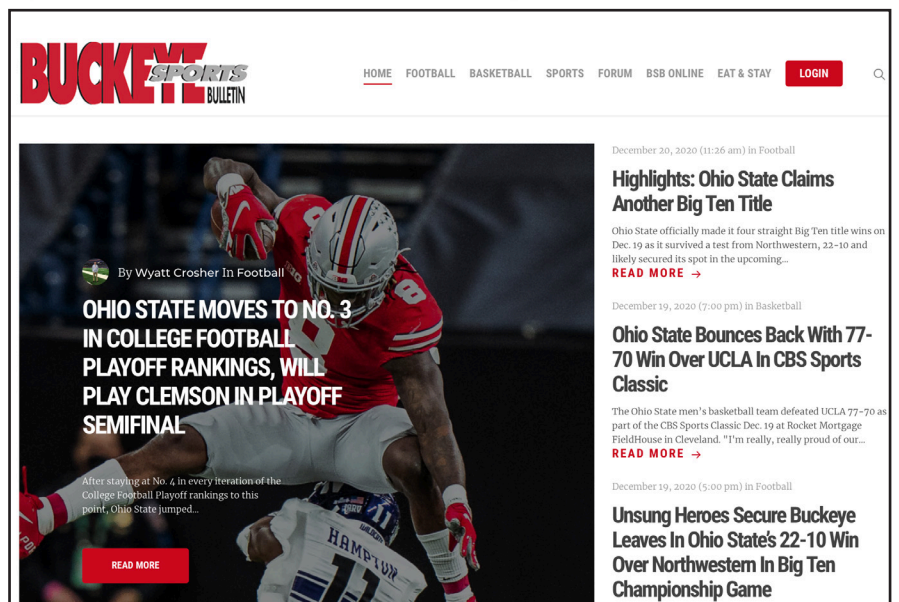 BUCKEYE
SPORTS
BULLETIN
HOME FOOTBALL BASKETBALL SPORTS FORUM BSB ONLINE EAT & STAY LOGIN
By Wyatt Crosher In Football
OHIO STATE MOVES TO NO. 3
IN COLLEGE FOOTBALL
PLAYOFF RANKINGS, WILL
PLAY CLEMSON IN PLAYOFF
SEMIFINAL
After staying at No. 4 in every iteration of the
College Football Playoff rankings to this
point, Ohio State jumped...
READ MORE
8
8
B1G
WILDCATS
HAMPTON
11
December 20, 2020 (11:26 am) in Football
Highlights: Ohio State Claims
Another Big Ten Title
Ohio State officially made it four straight Big Ten title wins on
Dec. 19 as it survived a test from Northwestern, 22-10 and
likely secured its spot in the upcoming...
READ MORE →
December 19, 2020 (7:00 pm) in Basketball
Ohio State Bounces Back With 77-
70 Win Over UCLA In CBS Sports
Classic
The Ohio State men's basketball team defeated UCLA 77-70 as
part of the CBS Sports Classic Dec. 19 at Rocket Mortgage
FieldHouse in Cleveland. "I'm really, really proud of our...
READ MORE →
December 19, 2020 (5:00 pm) in Football
Unsung Heroes Secure Buckeye
Leaves In Ohio State's 22-10 Win
Over Northwestern In Big Ten
Championship Game